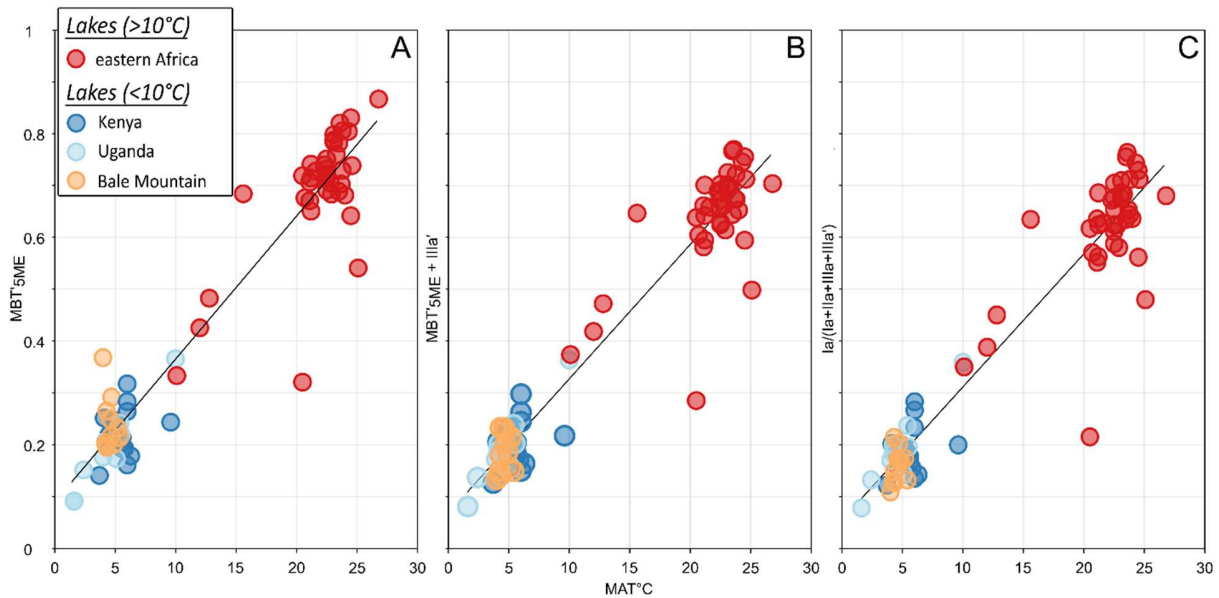 Lakes (>10°C)
eastern Africa
Lakes (<10°C)
Kenya
Uganda
Bale Mountain
A
B
C
MBT'5ME
1
0.8
0.6
0.4
0.2
0
0 5 10 15 20 25 30
MBT'5ME + IIIa'
0 5 10 15 20 25 30
Ia/(Ia+IIa+IIIa+IIIa')
0 5 10 15 20 25 30
MAT°C